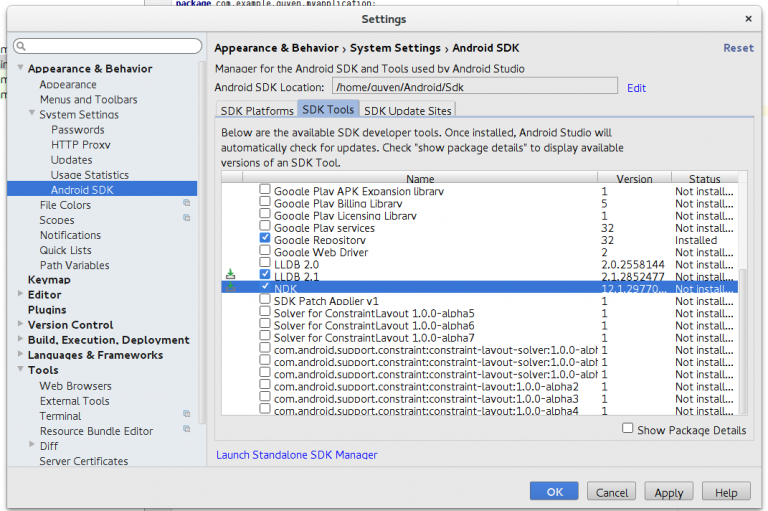 package com.example.guven.myapplication;
Settings
Appearance & Behavior › System Settings › Android SDK
Reset
Manager for the Android SDK and Tools used by Android Studio
Android SDK Location: /home/guven/Android/Sdk Edit
SDK Platforms SDK Tools SDK Update Sites
Below are the available SDK developer tools. Once installed, Android Studio will
automatically check for updates. Check "show package details" to display available
versions of an SDK Tool.
Name Version Status
Google Play APK Expansion library 1 Not install...
Google Play Billing Library 5 Not install...
Google Play Licensing Library 1 Not install...
Google Play services 32 Not install...
Google Repository 32 Installed
Google Web Driver 2 Not install...
LLDB 2.0 2.0.2558144 Not install...
LLDB 2.1 2.1.2852477 Not install...
NDK 12.1.29770... Not install...
SDK Patch Applier v1 1 Not install...
Solver for ConstraintLayout 1.0.0-alpha5 1 Not install...
Solver for ConstraintLayout 1.0.0-alpha6 1 Not install...
Solver for ConstraintLayout 1.0.0-alpha7 1 Not install...
com.android.support.constraint:constraint-layout-solver:1.0.0-alph 1 Not install...
com.android.support.constraint:constraint-layout-solver:1.0.0-alph 1 Not install...
com.android.support.constraint:constraint-layout-solver:1.0.0-alph 1 Not install...
com.android.support.constraint:constraint-layout:1.0.0-alpha2 1 Not install...
com.android.support.constraint:constraint-layout:1.0.0-alpha3 1 Not install...
com.android.support.constraint:constraint-layout:1.0.0-alpha4 1 Not install...
Show Package Details
Launch Standalone SDK Manager
Appearance & Behavior
Appearance
Menus and Toolbars
System Settings
Passwords
HTTP Proxy
Updates
Usage Statistics
Android SDK
File Colors
Scopes
Notifications
Quick Lists
Path Variables
Keymap
Editor
Plugins
Version Control
Build, Execution, Deployment
Languages & Frameworks
Tools
Web Browsers
External Tools
Terminal
Resource Bundle Editor
Diff
Server Certificates
OK Cancel Apply Help